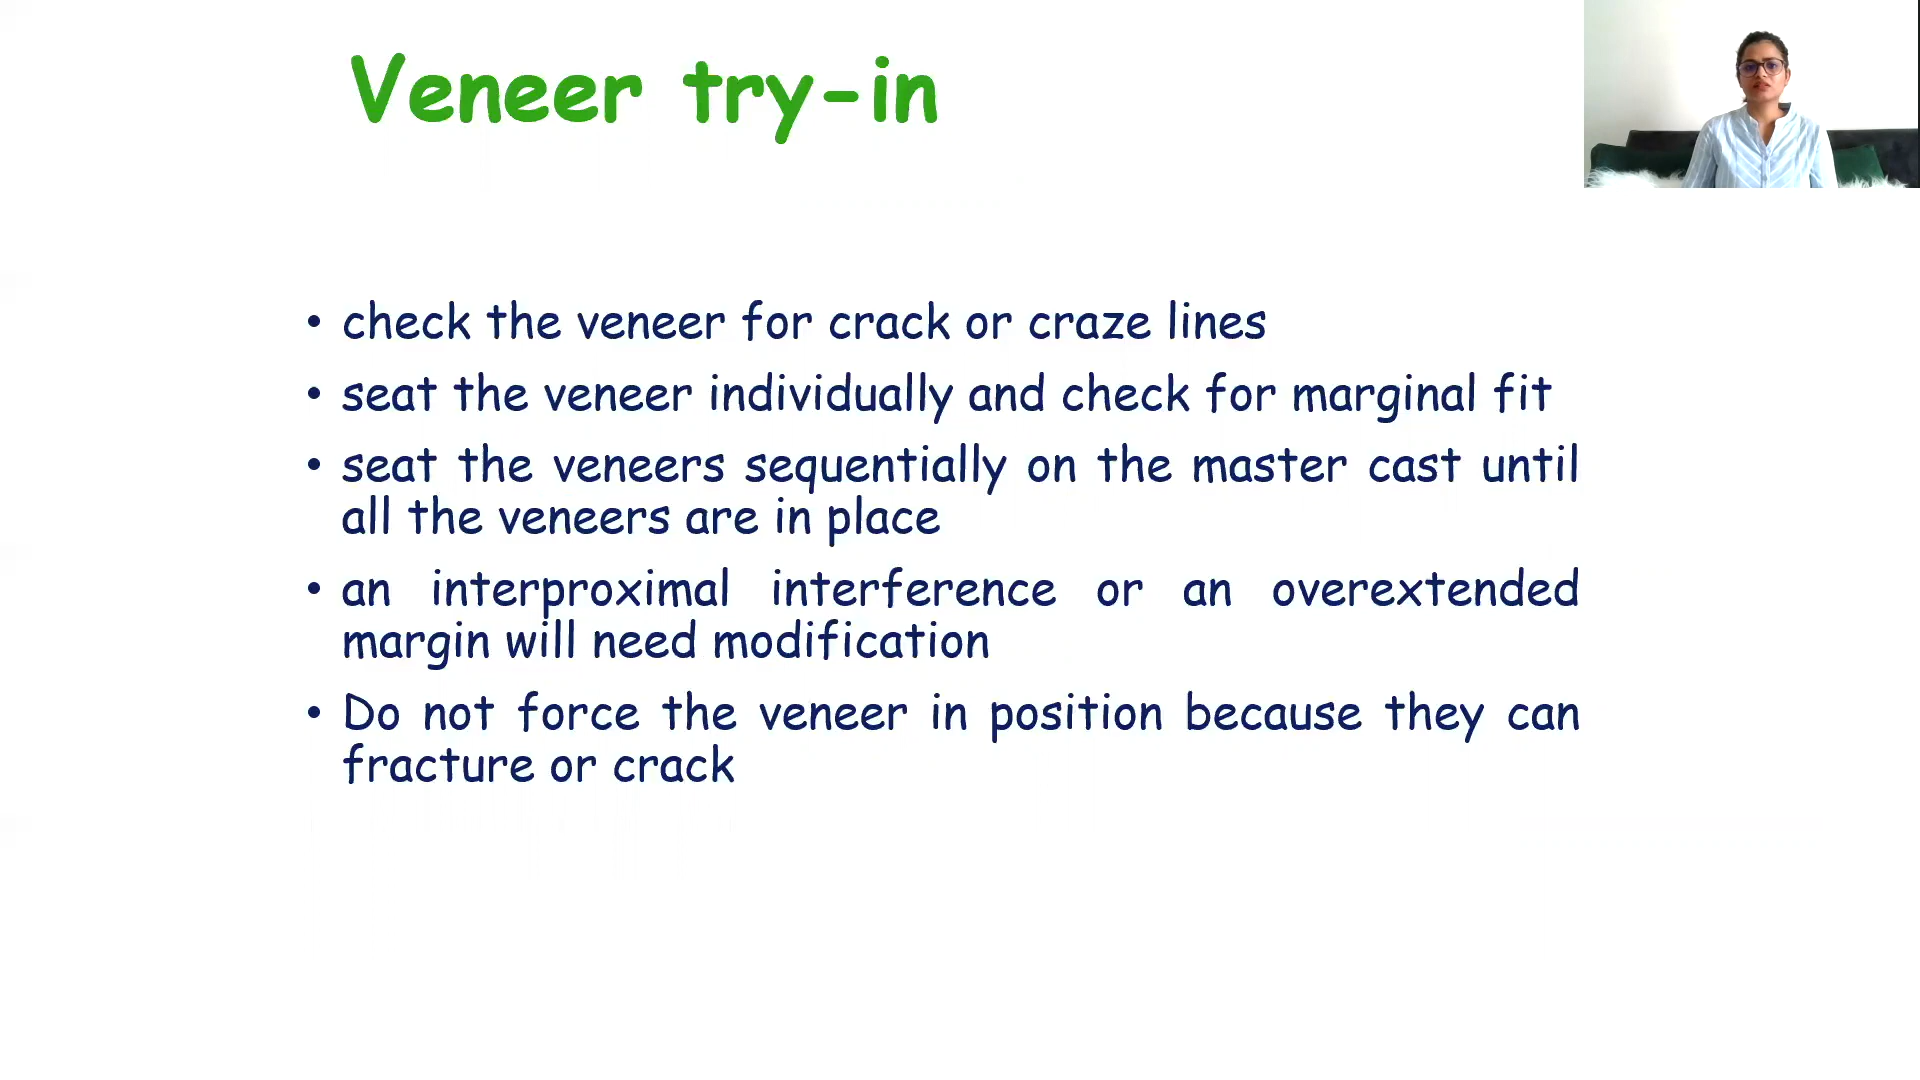 Veneer try-in
• check the veneer for crack or craze lines
• seat the veneer individually and check for marginal fit
• seat the veneers sequentially on the master cast until
all the veneers are in place
• an interproximal interference or an overextended
margin will need modification
• Do not force the veneer in position because they can
fracture or crack